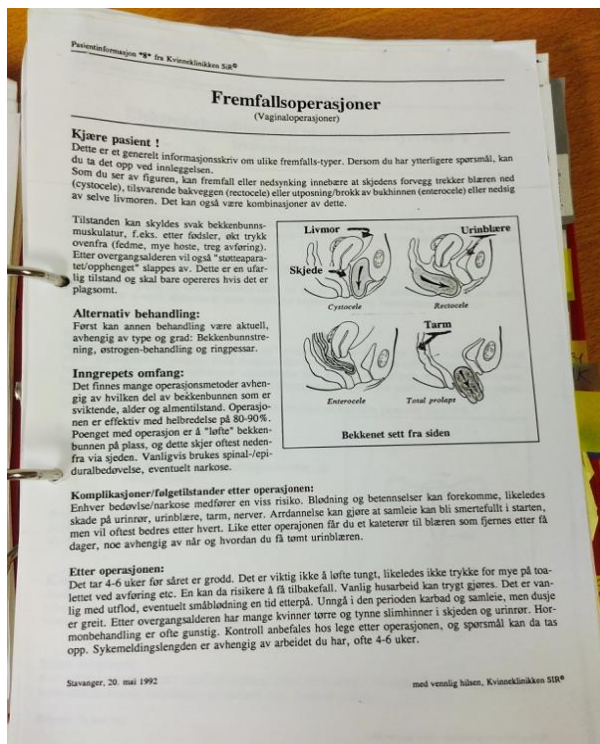 Pasientinformasjon "8" fra Kvinneklinikken SiR®
Fremfallsoperasjoner
(Vaginaloperasjoner)
Kjære pasient !
Dette er et generelt informasjonsskriv om ulike fremfalls-typer. Dersom du har ytterligere spørsmål, kan
du ta det opp ved innleggelsen.
Som du ser av figuren, kan fremfall eller nedsynking innebære at skjedens forvegg trekker blæren ned
(cystocele), tilsvarende bakveggen (rectocele) eller utposning/brokk av bukhinnen (enterocele) eller nedsig
av selve livmoren. Det kan også være kombinasjoner av dette.
Tilstanden kan skyldes svak bekkenbunns-
muskulatur, f.eks. etter fødsler, økt trykk
ovenfra (fedme, mye hoste, treg avføring).
Etter overgangsalderen vil også "støtteapara-
tet/opphenget" slappes av. Dette er en ufar-
lig tilstand og skal bare opereres hvis det er
plagsomt.
Alternativ behandling:
Først kan annen behandling være aktuell,
avhengig av type og grad: Bekkenbunnstre-
ning, østrogen-behandling og ringpessar.
Inngrepets omfang:
Det finnes mange operasjonsmetoder avhen-
gig av hvilken del av bekkenbunnen som er
sviktende, alder og almentilstand. Operasjo-
nen er effektiv med helbredelse på 80-90%.
Poenget med operasjon er å "løfte" bekken-
bunnen på plass, og dette skjer oftest neden-
fra via sjeden. Vanligvis brukes spinal-/epi-
duralbedøvelse, eventuelt narkose.
Livmor
Urinblære
Skjede
Cystocele
Rectocele
Tarm
Enterocele
Total prolaps
Bekkenet sett fra siden
Komplikasjoner/følgetilstander etter operasjonen:
Enhver bedøvlse/narkose medfører en viss risiko. Blødning og betennselser kan forekomme, likeledes
skade på urinrør, urinblære, tarm, nerver. Arrdannelse kan gjøre at samleie kan bli smertefullt i starten,
men vil oftest bedres etter hvert. Like etter operajonen får du et kateterør til blæren som fjernes etter få
dager, noe avhengig av når og hvordan du få tømt urinblæren.
Etter operasjonen:
Det tar 4-6 uker før såret er grodd. Det er viktig ikke å løfte tungt, likeledes ikke trykke for mye på toa-
lettet ved avføring etc. En kan da risikere å få tilbakefall. Vanlig husarbeid kan trygt gjøres. Det er van-
lig med utflod, eventuelt småblødning en tid etterpå. Unngå i den perioden karbad og samleie, men dusje
er greit. Etter overgangsalderen har mange kvinner tørre og tynne slimhinner i skjeden og urinrør. Hor-
monbehandling er ofte gunstig. Kontroll anbefales hos lege etter operasjonen, og spørsmål kan da tas
opp. Sykemeldingslengden er avhengig av arbeidet du har, ofte 4-6 uker.
Stavanger, 20. mai 1992
med vennlig hilsen, Kvinneklinikken SIR®